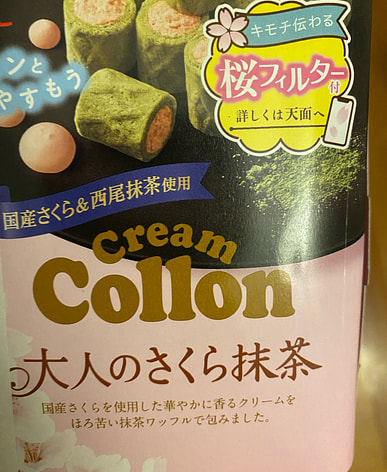 キモチ伝わる
桜フィルター付
詳しくは天面へ
ンと
やすもう
国産さくら&西尾抹茶使用
Cream
Collon
大人のさくら抹茶
国産さくらを使用した華やかに香るクリームを
ほろ苦い抹茶ワッフルで包みました。